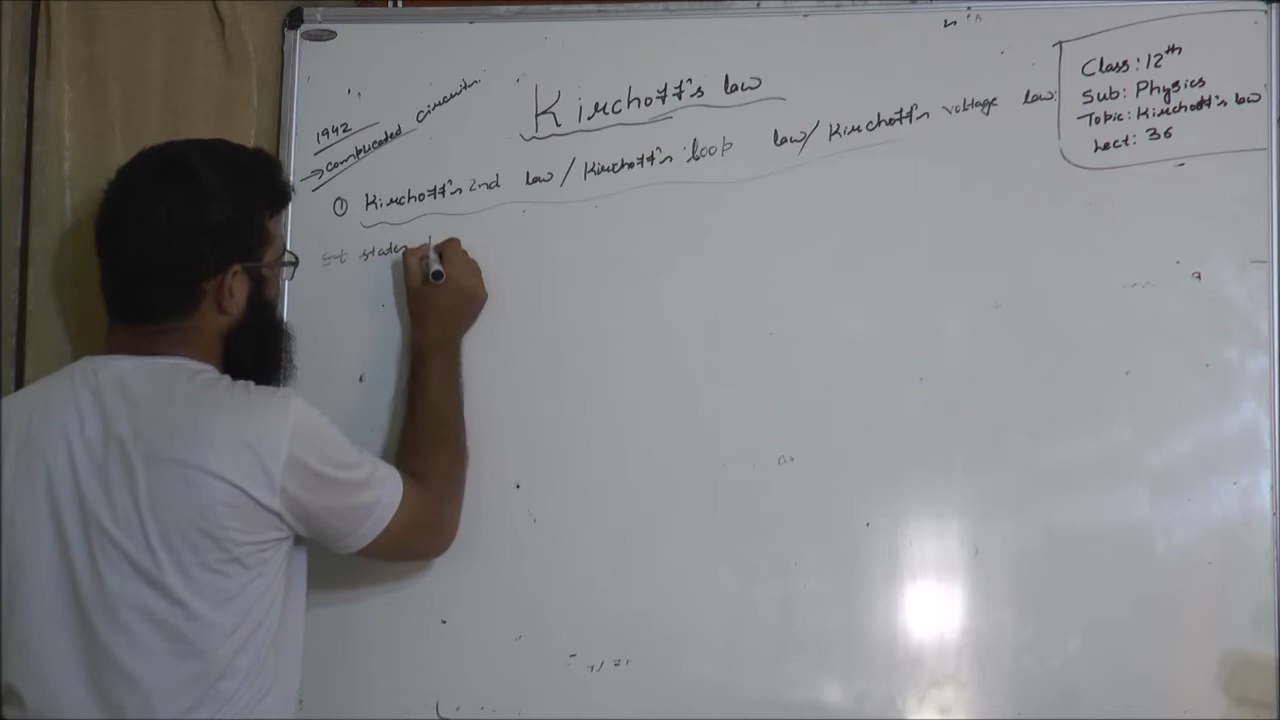 Kirchoff's law
1942
→ complicated circuits.
① Kirchoff's 2nd law / Kirchoff's loop law / Kirchoff's voltage law:
It states
Class: 12th
Sub: Physics
Topic: Kirchoff's law
Lect: 36